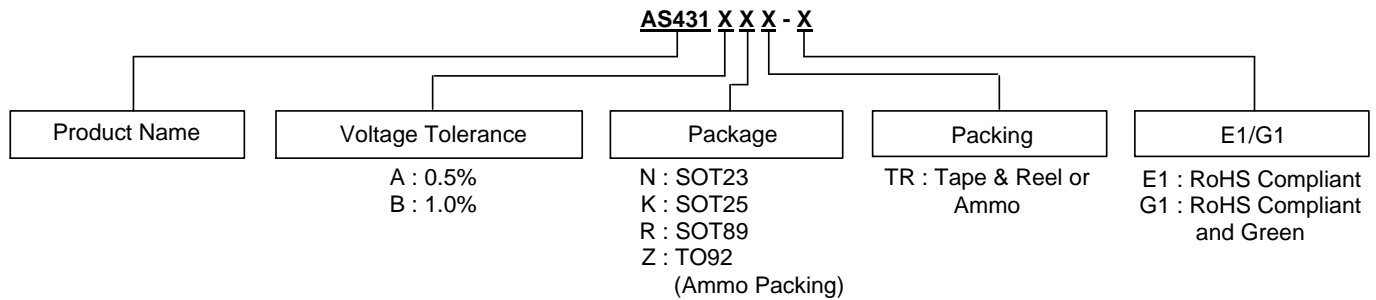 AS431 X X X - X
Product Name
Voltage Tolerance
Package
Packing
E1/G1
A : 0.5%
B : 1.0%
N : SOT23
K : SOT25
R : SOT89
Z : TO92
(Ammo Packing)
TR : Tape & Reel or
Ammo
E1 : RoHS Compliant
G1 : RoHS Compliant
and Green